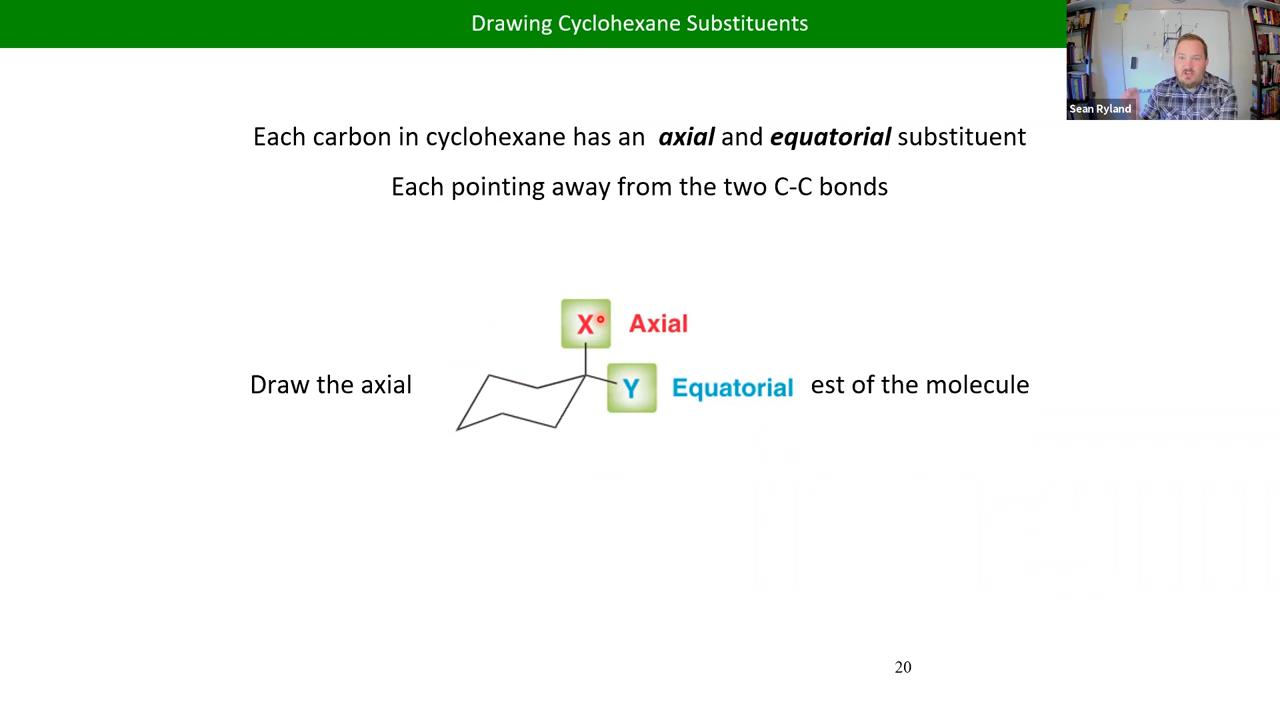 Drawing Cyclohexane Substituents
Sean Ryland
Each carbon in cyclohexane has an axial and equatorial substituent
Each pointing away from the two C-C bonds
X Axial
Draw the axial Y Equatorial est of the molecule
20